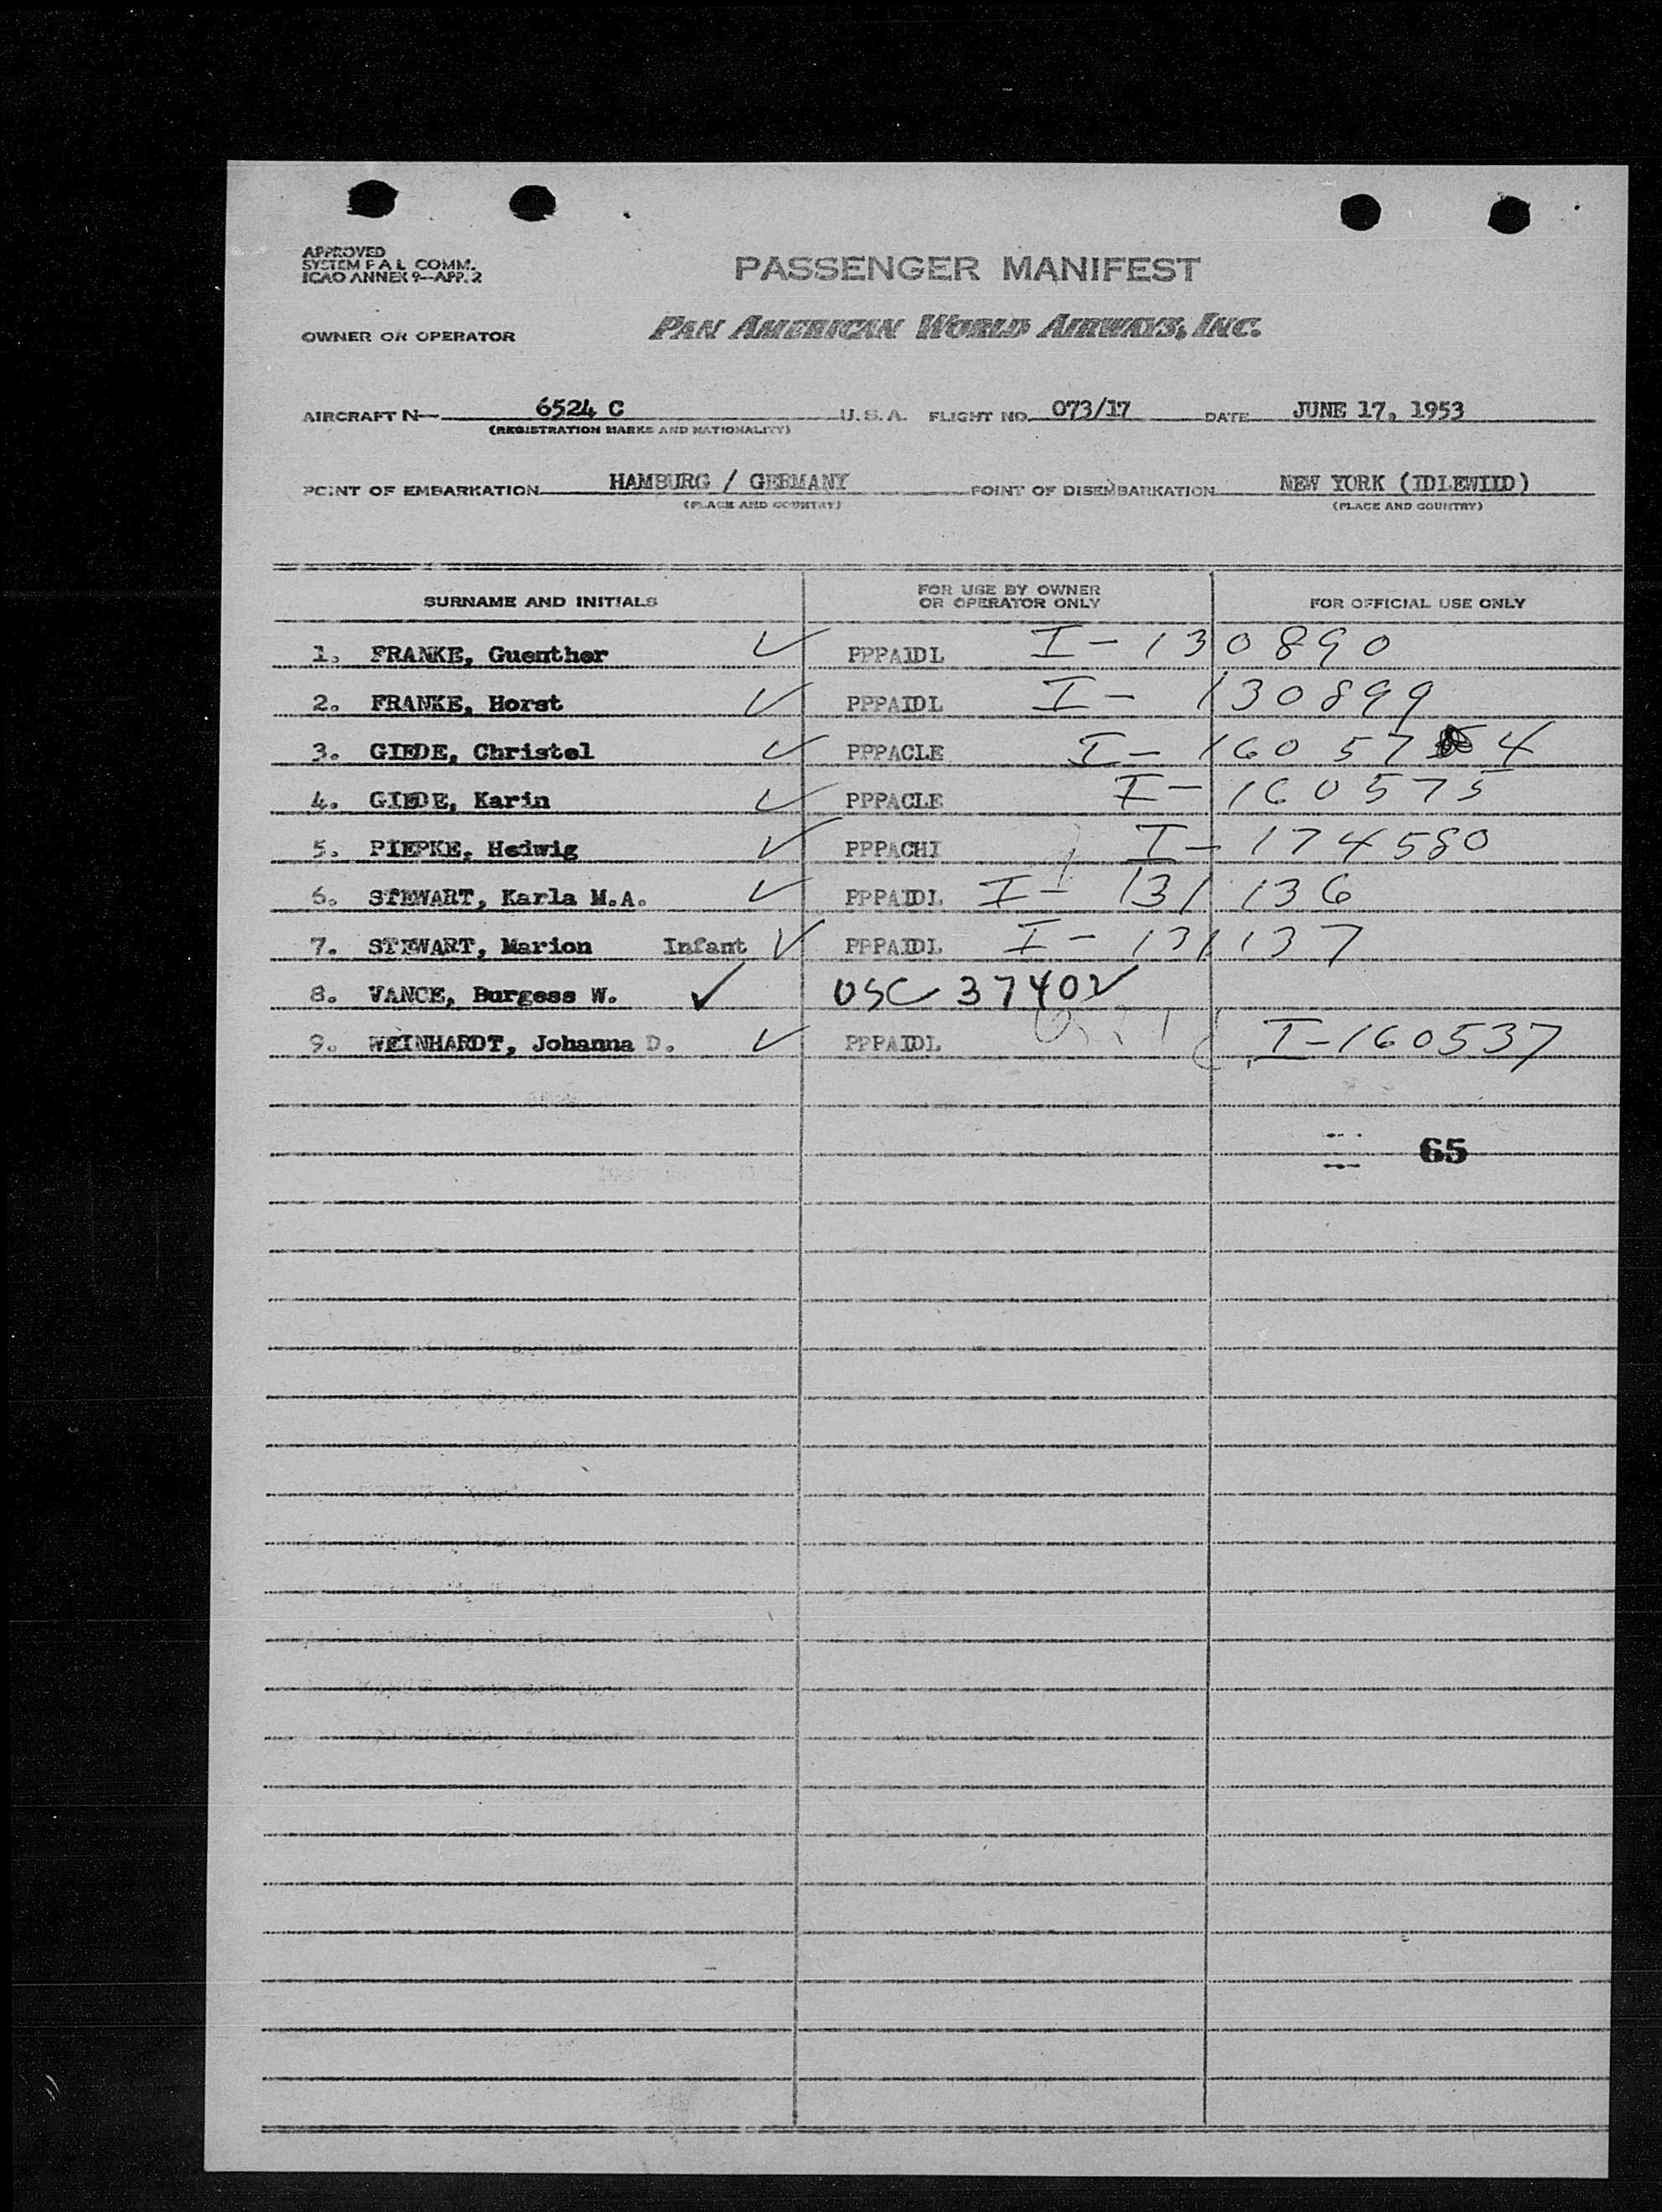 APPROVED
SYSTEM F A L COMM.
ICAO ANNEX 9—APP. 2
PASSENGER MANIFEST
OWNER OR OPERATOR PAN AMERICAN WORLD AIRWAYS, INC.
AIRCRAFT N— 6524 C U.S.A. FLIGHT NO. 073/17 DATE JUNE 17, 1953
(REGISTRATION MARKS AND NATIONALITY)
POINT OF EMBARKATION HAMBURG / GERMANY POINT OF DISEMBARKATION NEW YORK (IDLEWILD)
(PLACE AND COUNTRY) (PLACE AND COUNTRY)
SURNAME AND INITIALS FOR USE BY OWNER OR OPERATOR ONLY FOR OFFICIAL USE ONLY
1. FRANKE, Guenther ✓ PPPAIDL I-130890
2. FRANKE, Horst ✓ PPPAIDL I-130899
3. GIEDE, Christel ✓ PPPACLE I-160574
4. GIEDE, Karin ✓ PPPACLE I-160575
5. PIEPKE, Hedwig ✓ PPPACHI I-174580
6. STEWART, Karla M.A. ✓ PPPAIDL I-131136
7. STEWART, Marion Infant ✓ PPPAIDL I-131137
8. VANCE, Burgess W. ✓ USC 37402
9. WEINHARDT, Johanna D. ✓ PPPAIDL I-160537
65